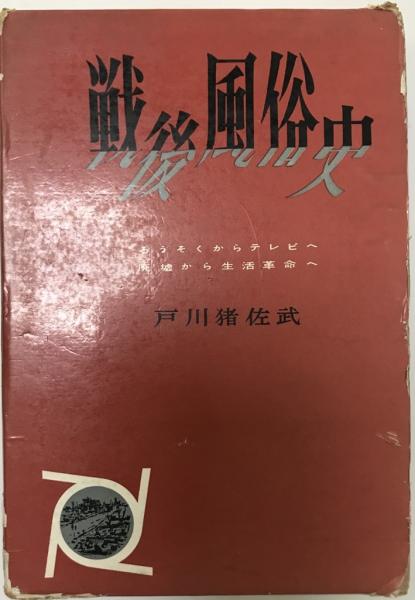 戦後風俗史
ろうそくからテレビへ
廃墟から生活革命へ
戸川猪佐武